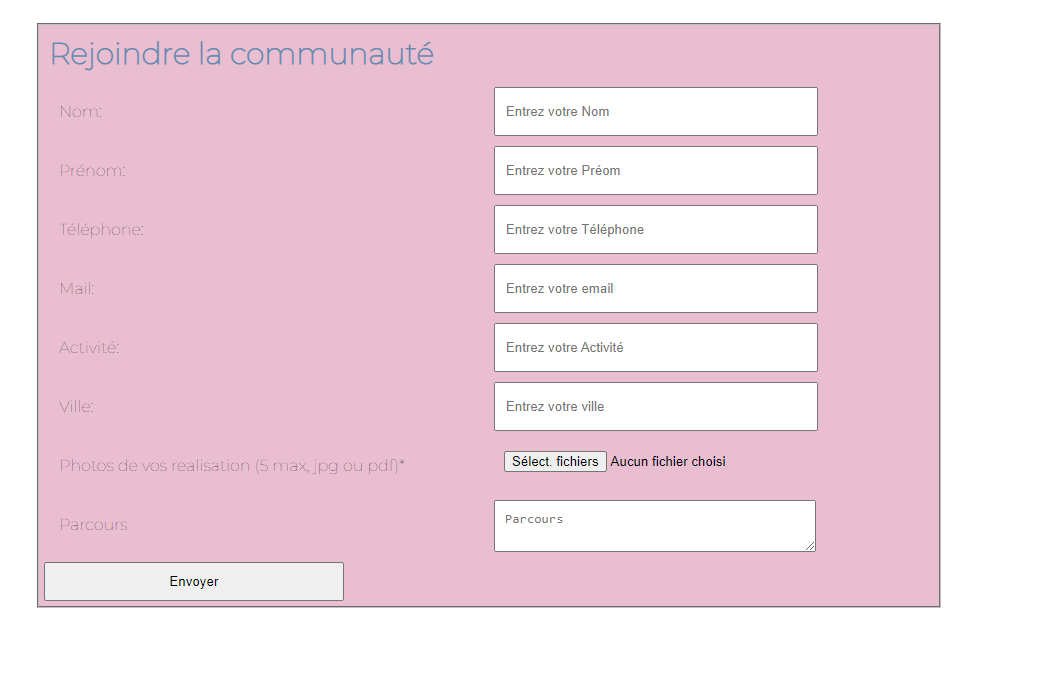 Rejoindre la communauté
Nom: Entrez votre Nom
Prénom: Entrez votre Préom
Téléphone: Entrez votre Téléphone
Mail: Entrez votre email
Activité: Entrez votre Activité
Ville: Entrez votre ville
Photos de vos realisation (5 max, jpg ou pdf)* Sélect. fichiers Aucun fichier choisi
Parcours Parcours
Envoyer